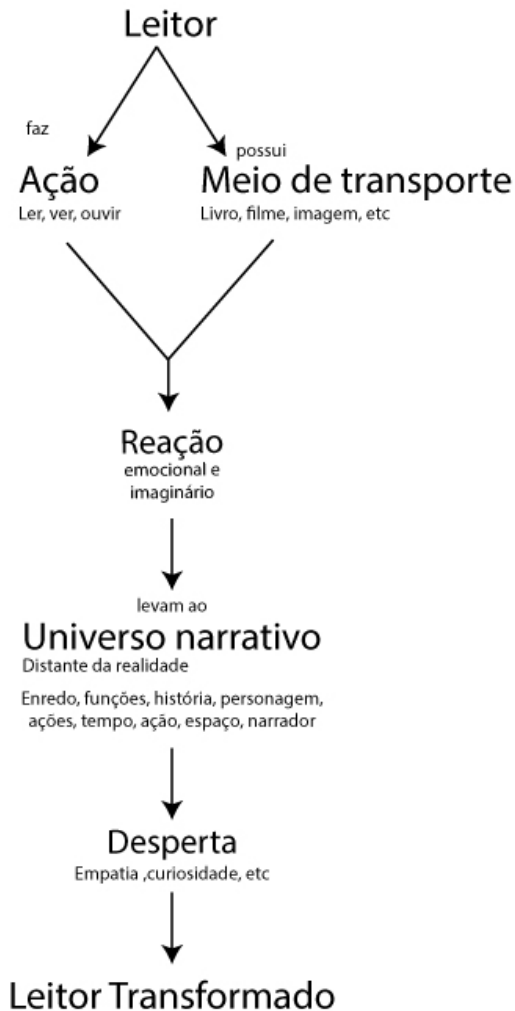 Leitor
faz
possui
Ação
Meio de transporte
Ler, ver, ouvir
Livro, filme, imagem, etc
Reação
emocional e
imaginário
levam ao
Universo narrativo
Distante da realidade
Enredo, funções, história, personagem,
ações, tempo, ação, espaço, narrador
Desperta
Empatia ,curiosidade, etc
Leitor Transformado